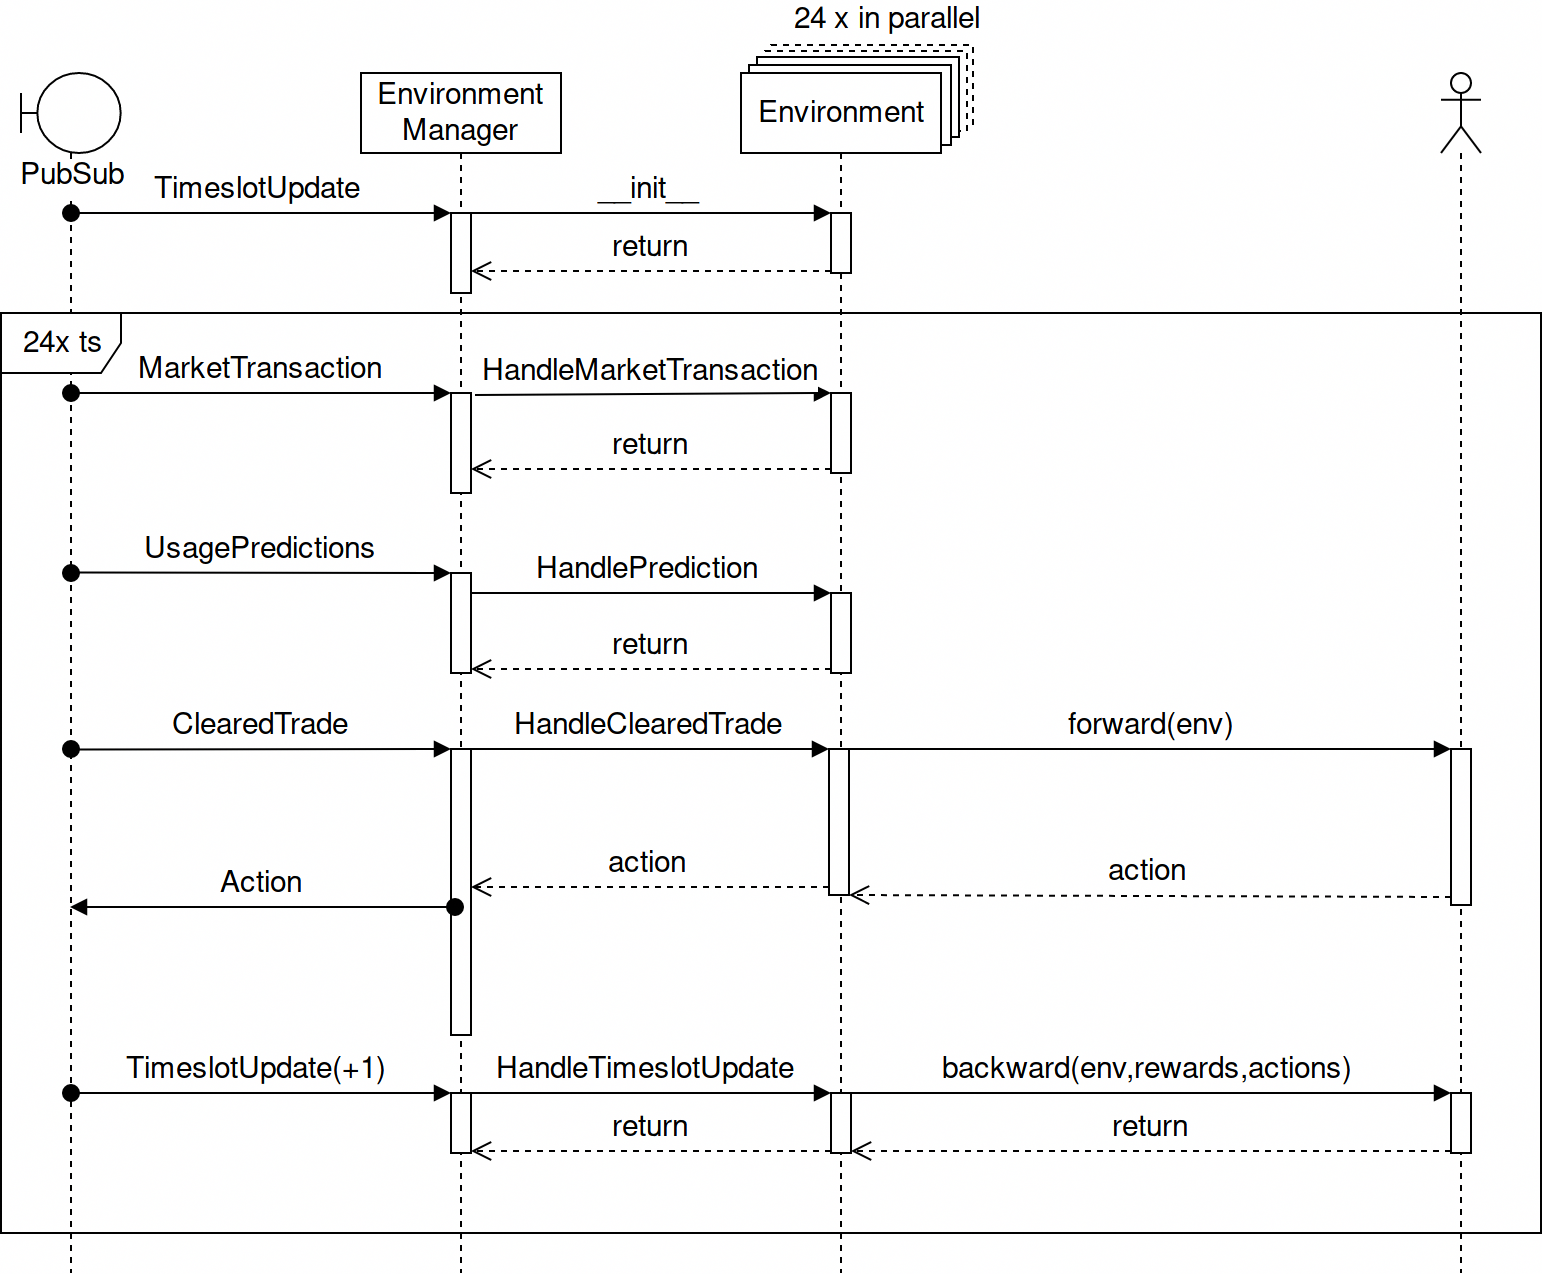 24 x in parallel
Environment
Manager
Environment
PubSub
TimeslotUpdate
__init__
return
24x ts
MarketTransaction
HandleMarketTransaction
return
UsagePredictions
HandlePrediction
return
ClearedTrade
HandleClearedTrade
forward(env)
action
action
Action
TimeslotUpdate(+1)
HandleTimeslotUpdate
backward(env,rewards,actions)
return
return